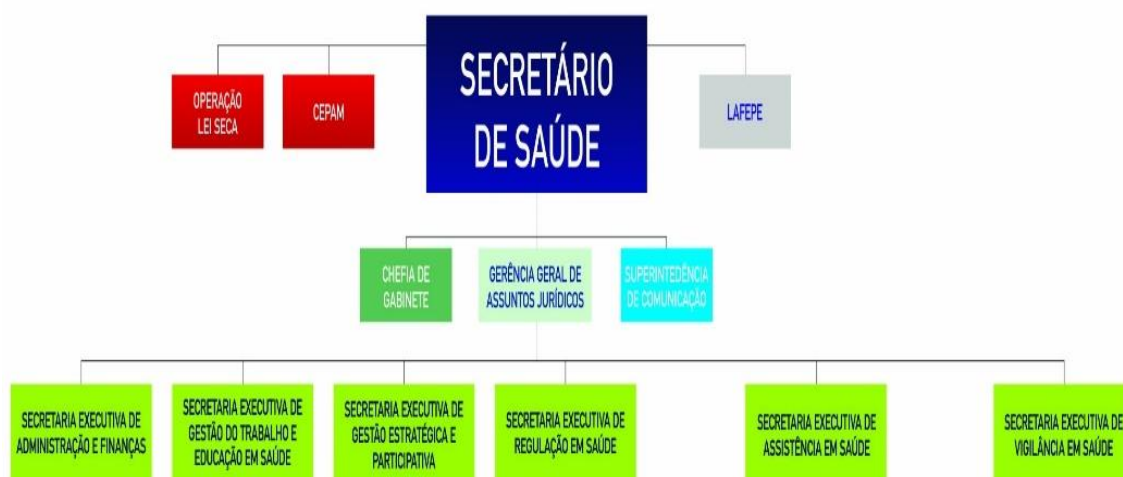 SECRETÁRIO
DE SAÚDE
OPERAÇÃO
LEI SECA
CEPAM
LAFEPE
CHEFIA DE
GABINETE
GERÊNCIA GERAL DE
ASSUNTOS JURÍDICOS
SUPERINTEDÊNCIA
DE COMUNICAÇÃO
SECRETARIA EXECUTIVA DE
ADMINISTRAÇÃO E FINANÇAS
SECRETARIA EXECUTIVA DE
GESTÃO DO TRABALHO E
EDUCAÇÃO EM SAÚDE
SECRETARIA EXECUTIVA DE
GESTÃO ESTRATÉGICA E
PARTICIPATIVA
SECRETARIA EXECUTIVA DE
REGULAÇÃO EM SAÚDE
SECRETARIA EXECUTIVA DE
ASSISTÊNCIA EM SAÚDE
SECRETARIA EXECUTIVA DE
VIGILÂNCIA EM SAÚDE